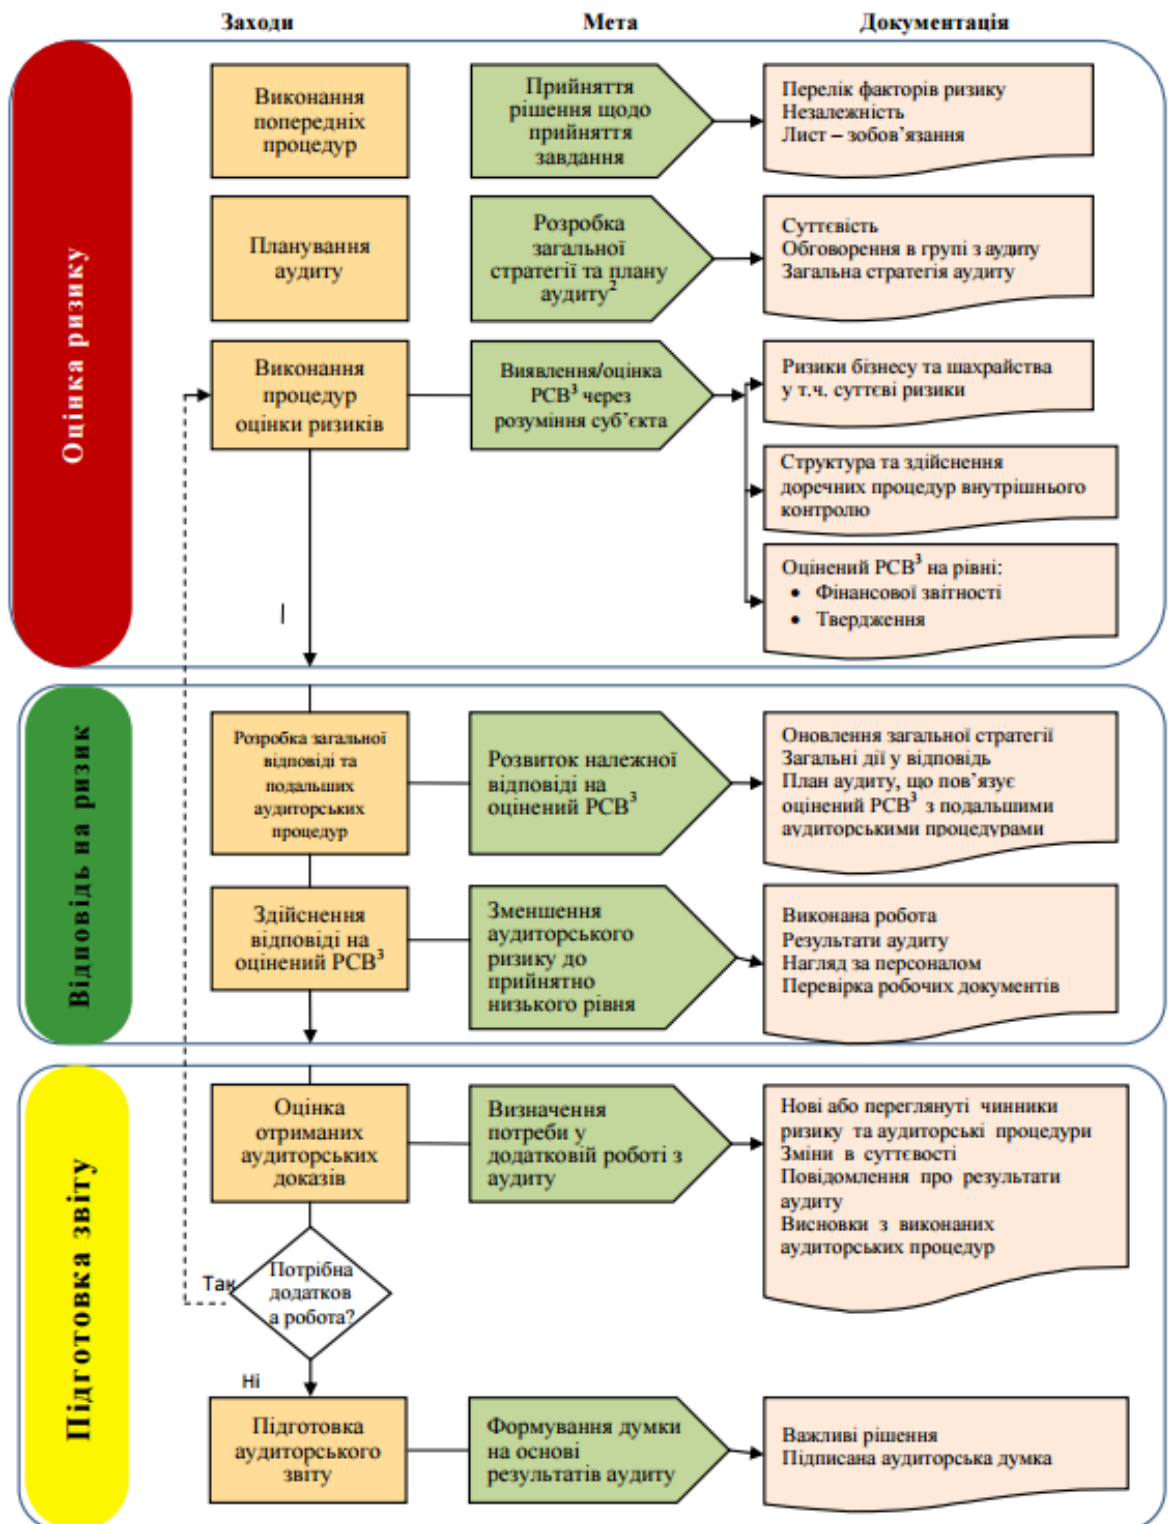 Заходи
Мета
Документація
Оцінка ризику
Виконання
попередніх
процедур
Прийняття
рішення щодо
прийняття
завдання
Перелік факторів ризику
Незалежність
Лист – зобов’язання
Планування
аудиту
Розробка
загальної
стратегії та плану
аудиту²
Суттєвість
Обговорення в групі з аудиту
Загальна стратегія аудиту
Виконання
процедур
оцінки ризиків
Виявлення/оцінка
РСВ³ через
розуміння суб’єкта
Ризики бізнесу та шахрайства
у т.ч. суттєві ризики
Структура та здійснення
доречних процедур внутрішнього
контролю
Оцінений РСВ³ на рівні:
• Фінансової звітності
• Твердження
Відповідь на ризик
Розробка загальної
відповіді та
подальших
аудиторських
процедур
Розвиток належної
відповіді на
оцінений РСВ³
Оновлення загальної стратегії
Загальні дії у відповідь
План аудиту, що пов’язує
оцінений РСВ³ з подальшими
аудиторськими процедурами
Здійснення
відповіді на
оцінений РСВ³
Зменшення
аудиторського
ризику до
прийнятно
низького рівня
Виконана робота
Результати аудиту
Нагляд за персоналом
Перевірка робочих документів
Підготовка звіту
Оцінка
отриманих
аудиторських
доказів
Визначення
потреби у
додатковій роботі з
аудиту
Нові або переглянуті чинники
ризику та аудиторські процедури
Зміни в суттєвості
Повідомлення про результати
аудиту
Висновки з виконаних
аудиторських процедур
Так
Потрібна
додатков
а робота?
Ні
Підготовка
аудиторського
звіту
Формування думки
на основі
результатів аудиту
Важливі рішення
Підписана аудиторська думка